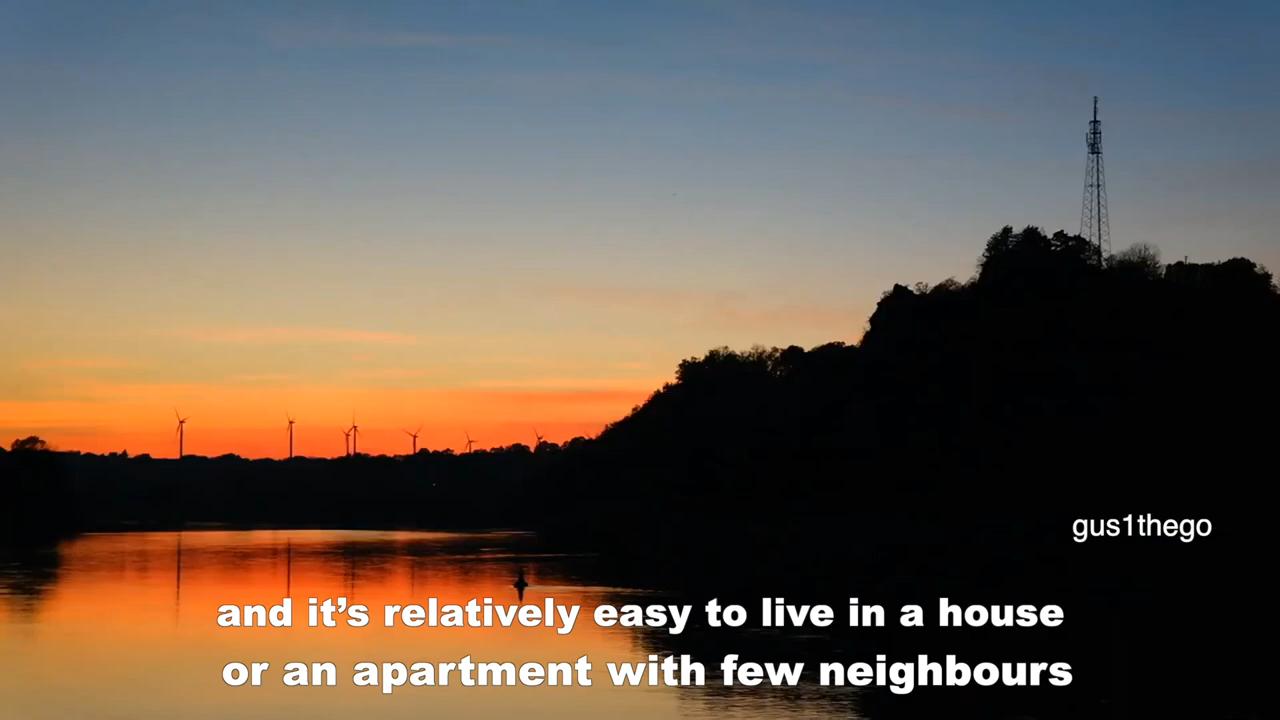 gus1thego
and it’s relatively easy to live in a house
or an apartment with few neighbours